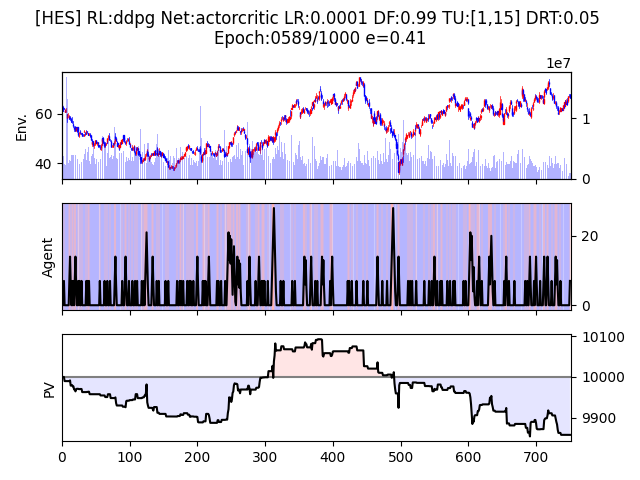 [HES] RL:ddpg Net:actorcritic LR:0.0001 DF:0.99 TU:[1,15] DRT:0.05
Epoch:0589/1000 e=0.41
1e7
Env.
60
40
1
0
Agent
20
0
PV
10100
10000
9900
0 100 200 300 400 500 600 700